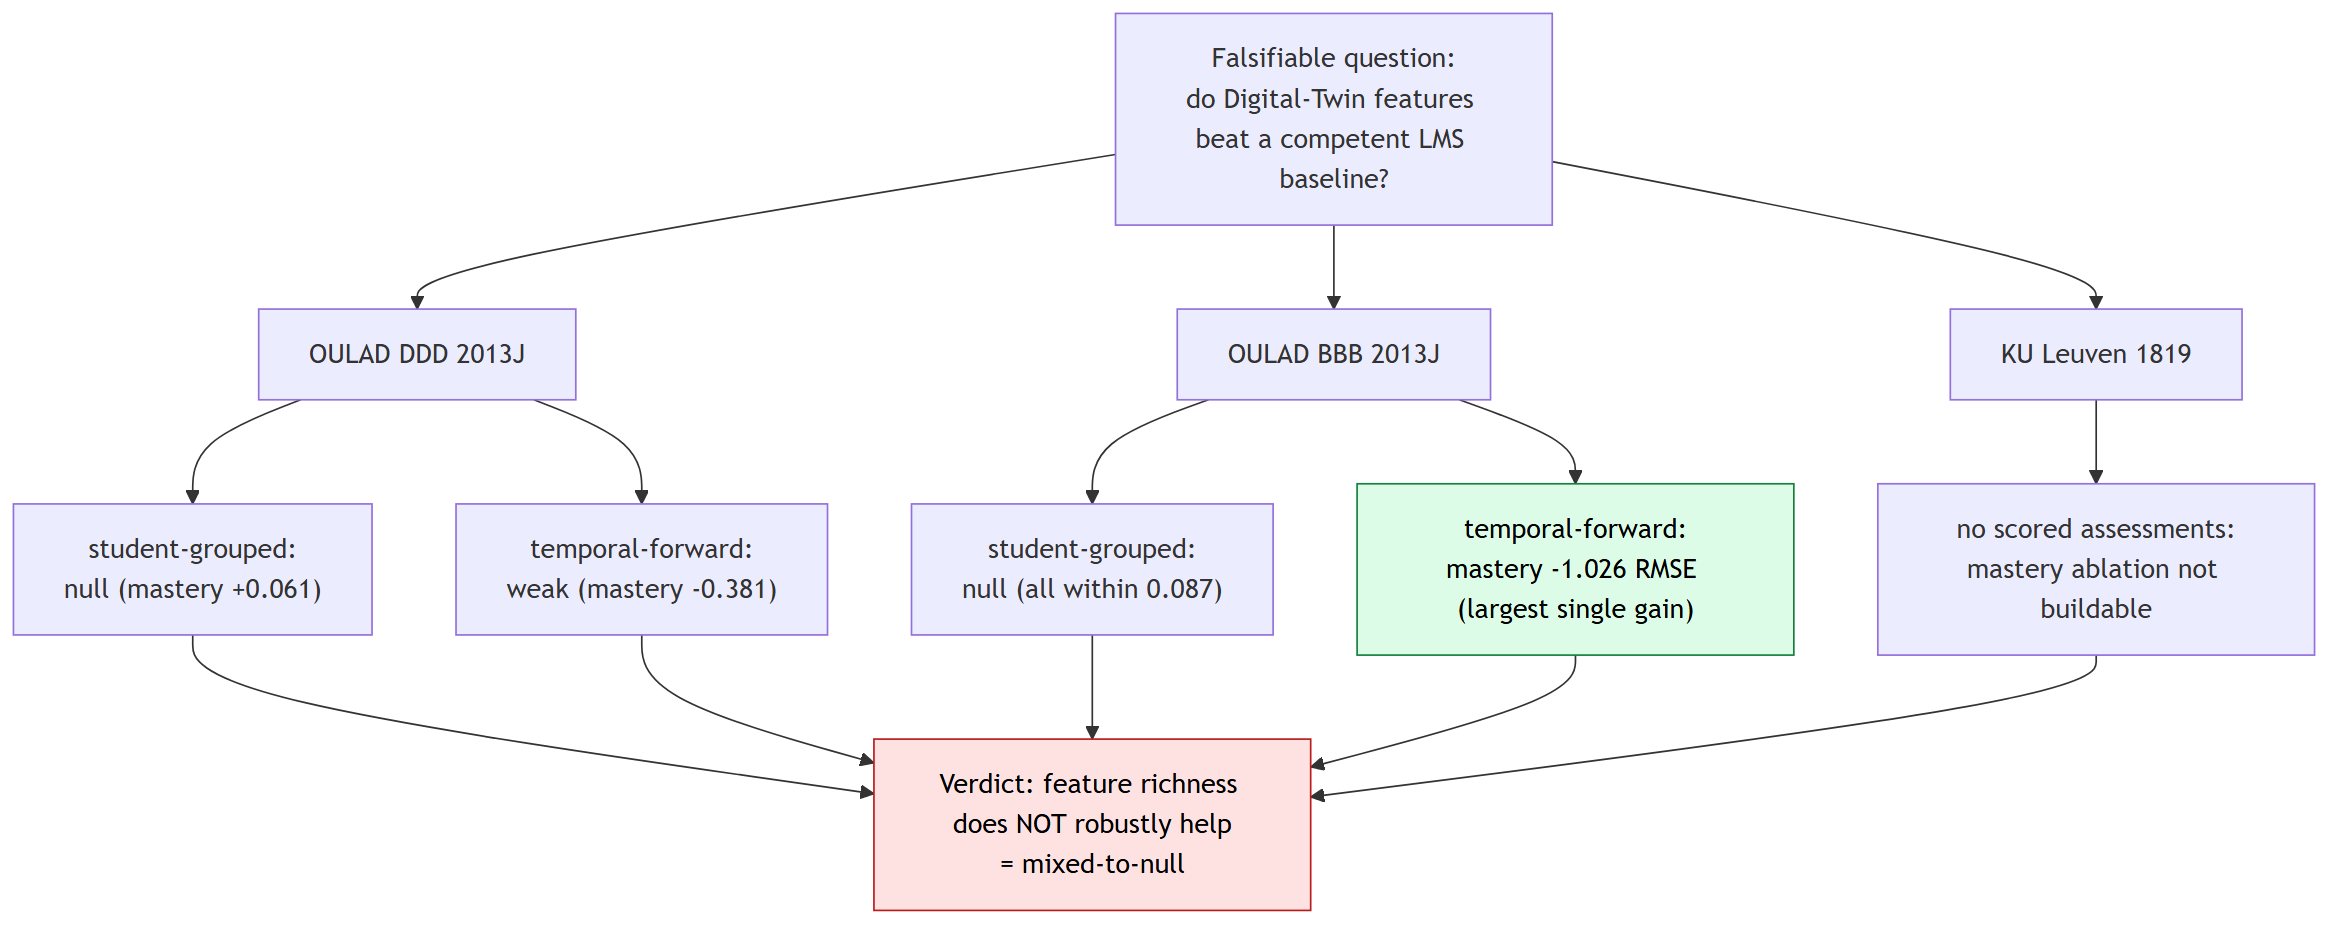 Falsifiable question:
do Digital-Twin features
beat a competent LMS
baseline?
OULAD DDD 2013J
OULAD BBB 2013J
KU Leuven 1819
student-grouped:
null (mastery +0.061)
temporal-forward:
weak (mastery -0.381)
student-grouped:
null (all within 0.087)
temporal-forward:
mastery -1.026 RMSE
(largest single gain)
no scored assessments:
mastery ablation not
buildable
Verdict: feature richness
does NOT robustly help
= mixed-to-null